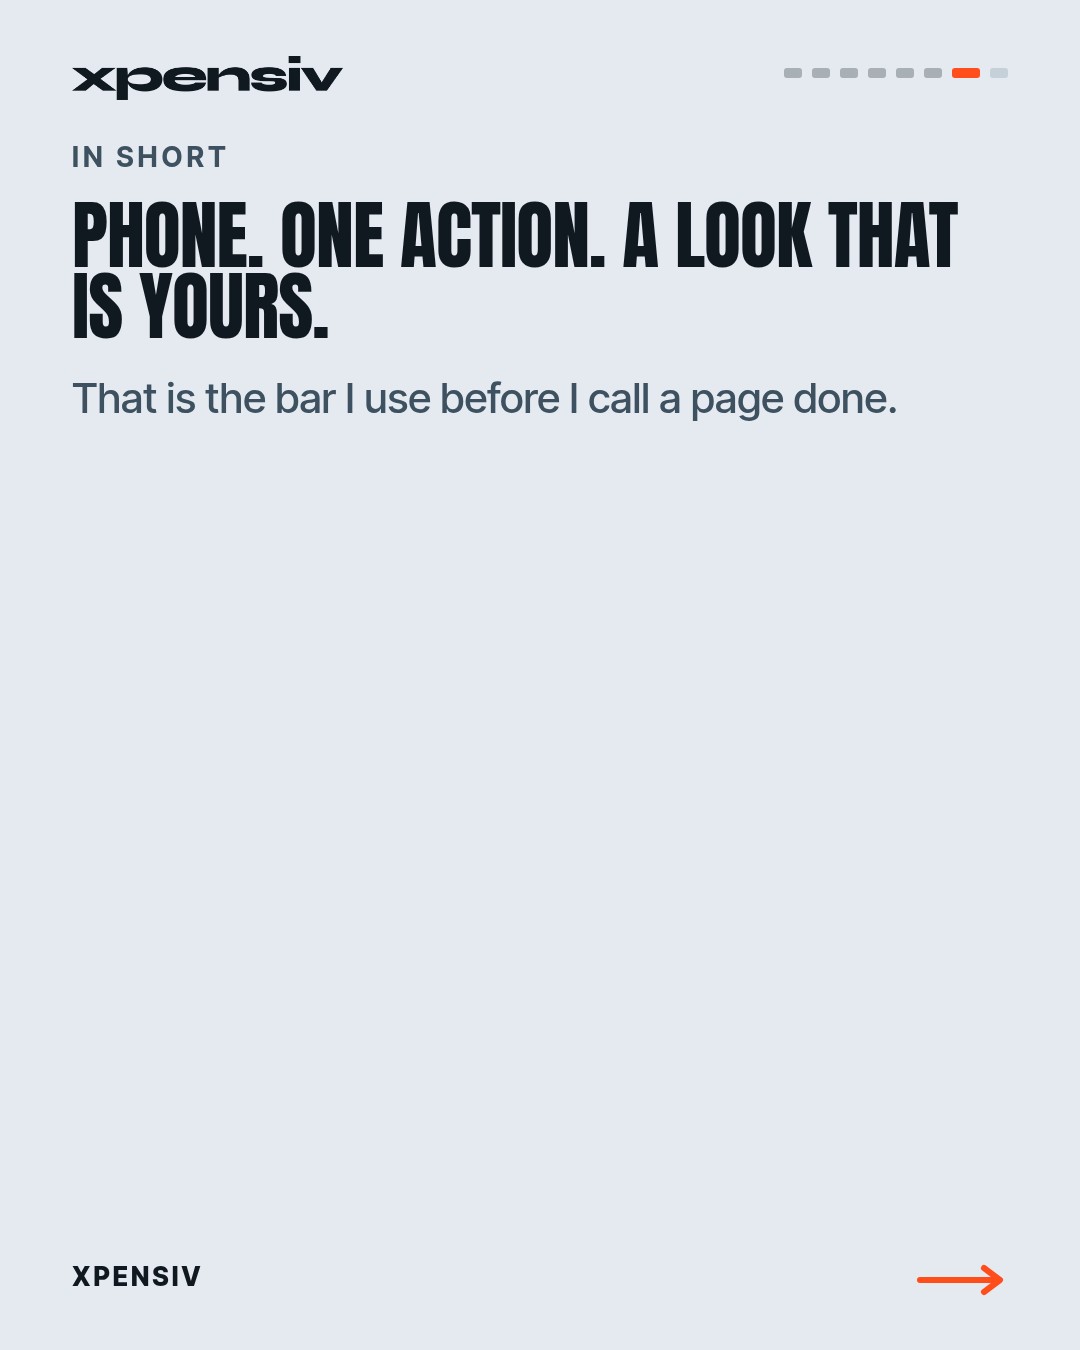 xpensiv
IN SHORT
PHONE. ONE ACTION. A LOOK THAT
IS YOURS.
That is the bar I use before I call a page done.
XPENSIV